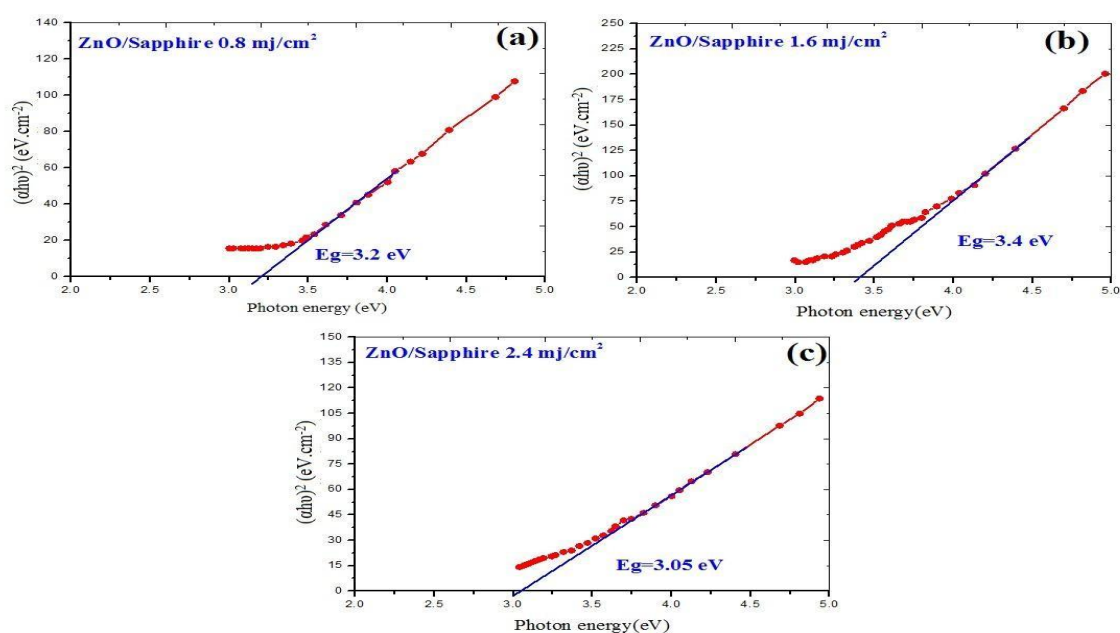 ZnO/Sapphire 0.8 mj/cm²
(a)
(αhυ)² (eV.cm⁻²)
140
120
100
80
60
40
20
0
Eg=3.2 eV
2.0 2.5 3.0 3.5 4.0 4.5 5.0
Photon energy (eV)
ZnO/Sapphire 1.6 mj/cm²
(b)
(αhυ)² (eV.cm⁻²)
250
225
200
175
150
125
100
75
50
25
0
Eg=3.4 eV
2.0 2.5 3.0 3.5 4.0 4.5 5.0
Photon energy(eV)
ZnO/Sapphire 2.4 mj/cm²
(c)
(αhυ)² (eV.cm⁻²)
150
135
120
105
90
75
60
45
30
15
0
Eg=3.05 eV
2.0 2.5 3.0 3.5 4.0 4.5 5.0
Photon energy(eV)